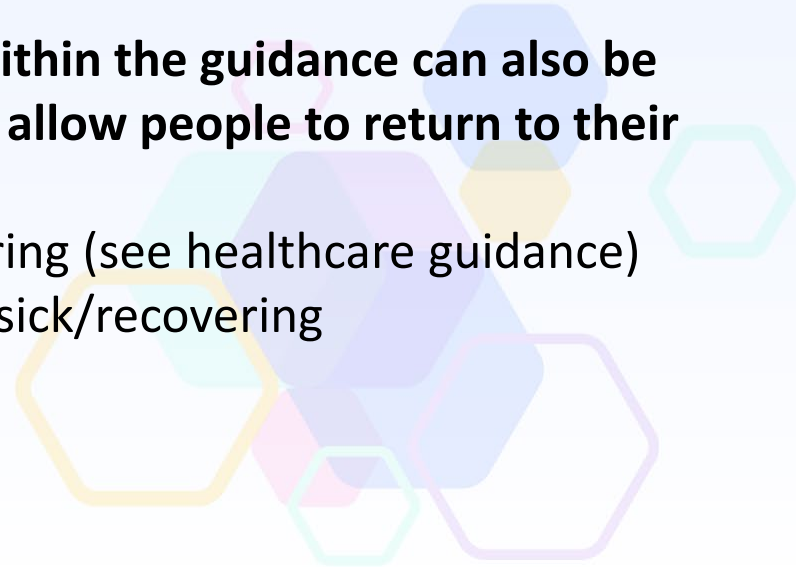 ithin the guidance can also be
allow people to return to their
ring (see healthcare guidance)
sick/recovering